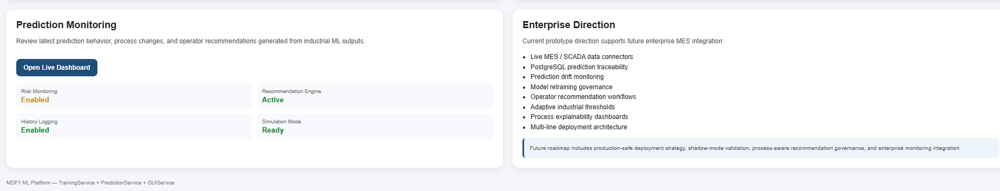 Prediction Monitoring
Review latest prediction behavior, process changes, and operator recommendations generated from industrial ML outputs.
Open Live Dashboard
Risk Monitoring
Enabled
Recommendation Engine
Active
History Logging
Enabled
Simulation Mode
Ready
Enterprise Direction
Current prototype direction supports future enterprise MES integration:
• Live MES / SCADA data connectors
• PostgreSQL prediction traceability
• Prediction drift monitoring
• Model retraining governance
• Operator recommendation workflows
• Adaptive industrial thresholds
• Process explainability dashboards
• Multi-line deployment architecture
Future roadmap includes production-safe deployment strategy, shadow-mode validation, process-aware recommendation governance, and enterprise monitoring integration.
MDF1 ML Platform — TrainingService + PredictionService + GUIService